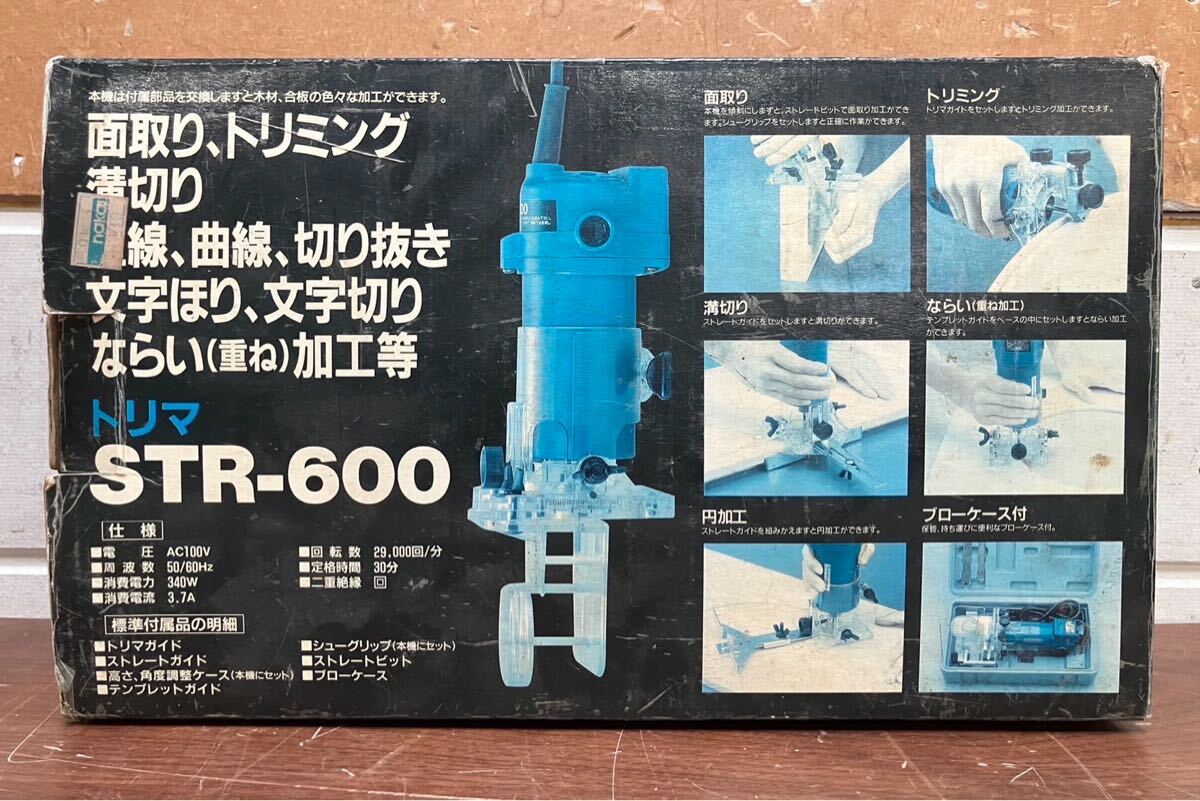 本機は付属部品を交換しますと木材、合板の色々な加工ができます。
面取り、トリミング
溝切り
線、曲線、切り抜き
文字ほり、文字切り
ならい(重ね)加工等
トリマ
STR-600
仕様
■電圧 AC100V
■周波数 50/60Hz
■消費電力 340W
■消費電流 3.7A
■回転数 29,000回/分
■定格時間 30分
■二重絶縁 回
標準付属品の明細
■トリマガイド
■ストレートガイド
■高さ、角度調整ケース(本機にセット)
■テンプレットガイド
■シューグリップ(本機にセット)
■ストレートビット
■ブローケース
面取り
本機を傾斜にしますと、ストレートビットで面取り加工ができ
ます。シューグリップをセットしますと正確に作業ができます。
トリミング
トリマガイドをセットしますとトリミング加工ができます。
溝切り
ストレートガイドをセットしますと溝切りができます。
ならい(重ね加工)
テンプレットガイドをベースの中にセットしますとならい加工
ができます。
円加工
ストレートガイドを組みかえますと円加工ができます。
ブローケース付
保管、持ち運びに便利なブローケース付。